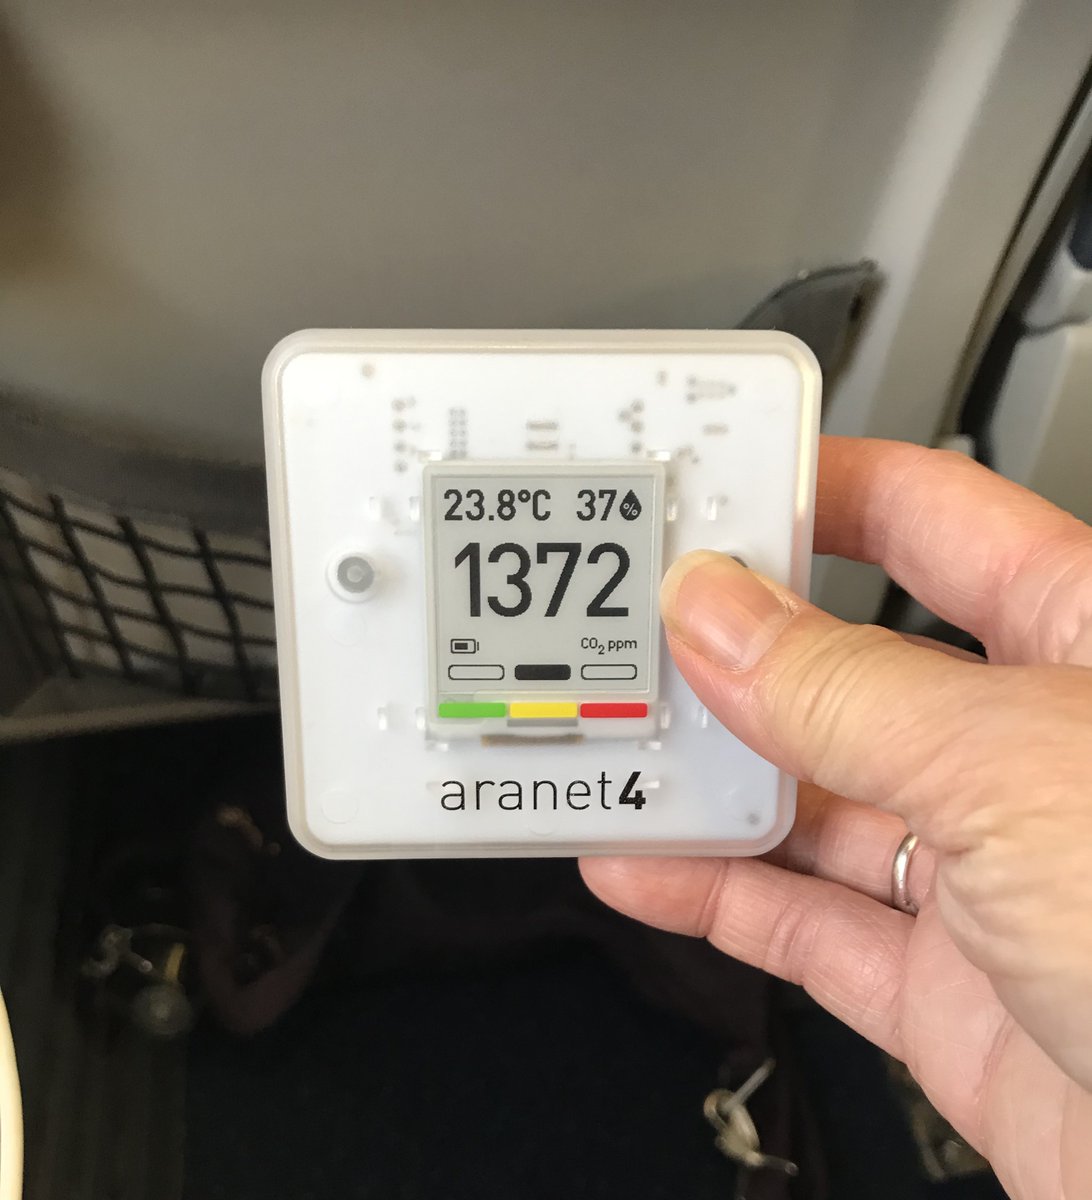 23.8°C 37%
1372
CO₂ ppm
aranet4